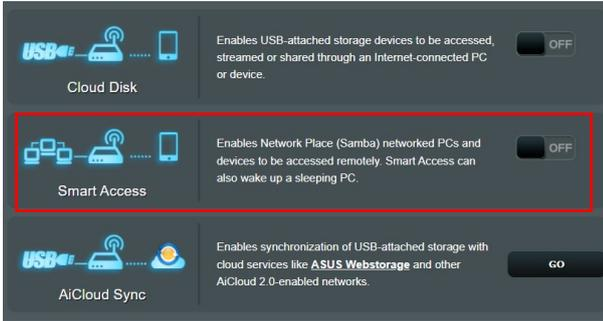 USB
Enables USB-attached storage devices to be accessed,
streamed or shared through an Internet-connected PC
or device.
OFF
Cloud Disk
Enables Network Place (Samba) networked PCs and
devices to be accessed remotely. Smart Access can
also wake up a sleeping PC.
OFF
Smart Access
USB
Enables synchronization of USB-attached storage with
cloud services like ASUS Webstorage and other
AiCloud 2.0-enabled networks.
GO
AiCloud Sync